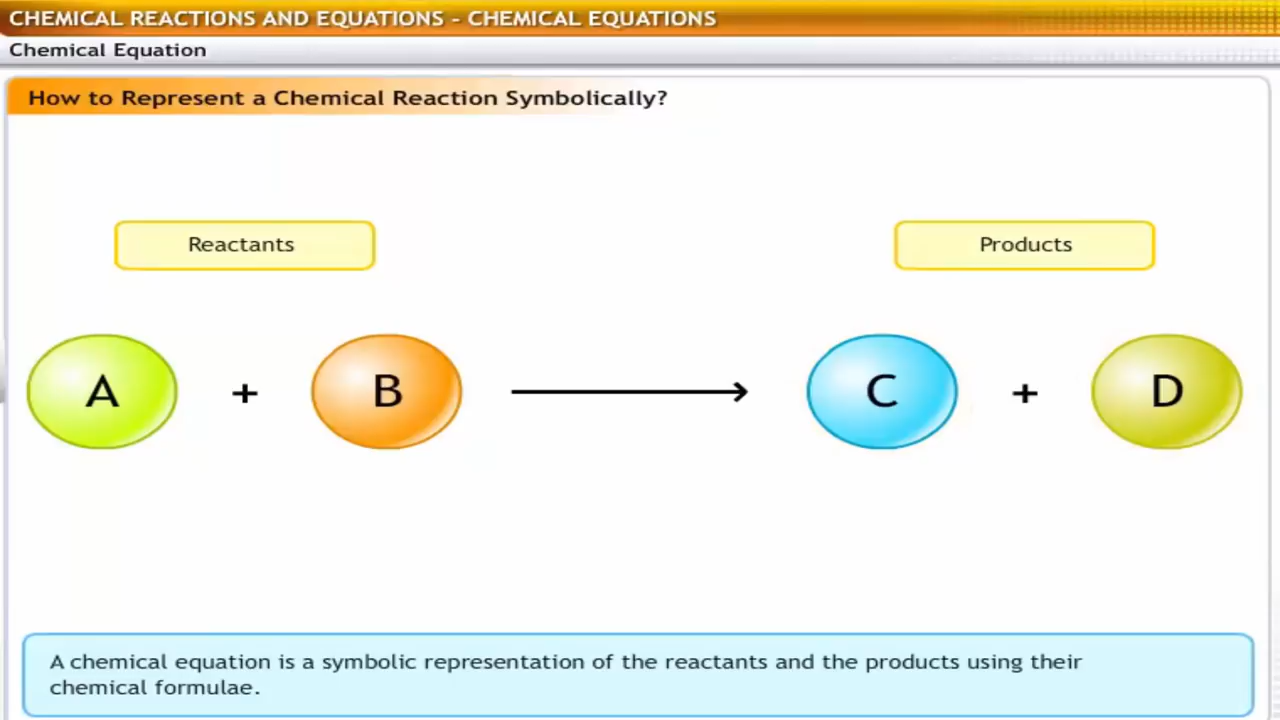 CHEMICAL REACTIONS AND EQUATIONS - CHEMICAL EQUATIONS
Chemical Equation
How to Represent a Chemical Reaction Symbolically?
Reactants Products
A + B → C + D
A chemical equation is a symbolic representation of the reactants and the products using their
chemical formulae.